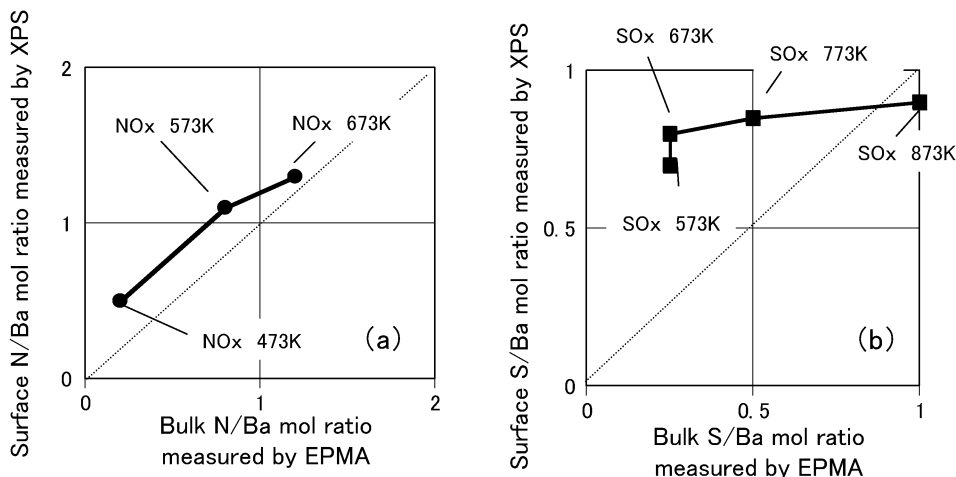 Surface N/Ba mol ratio measured by XPS
2
1
0
NOx 573K
NOx 673K
NOx 473K
(a)
0
1
2
Bulk N/Ba mol ratio
measured by EPMA
Surface S/Ba mol ratio measured by XPS
1
0. 5
0
SOx 673K
SOx 773K
SOx 873K
SOx 573K
(b)
0
0. 5
1
Bulk S/Ba mol ratio
measured by EPMA